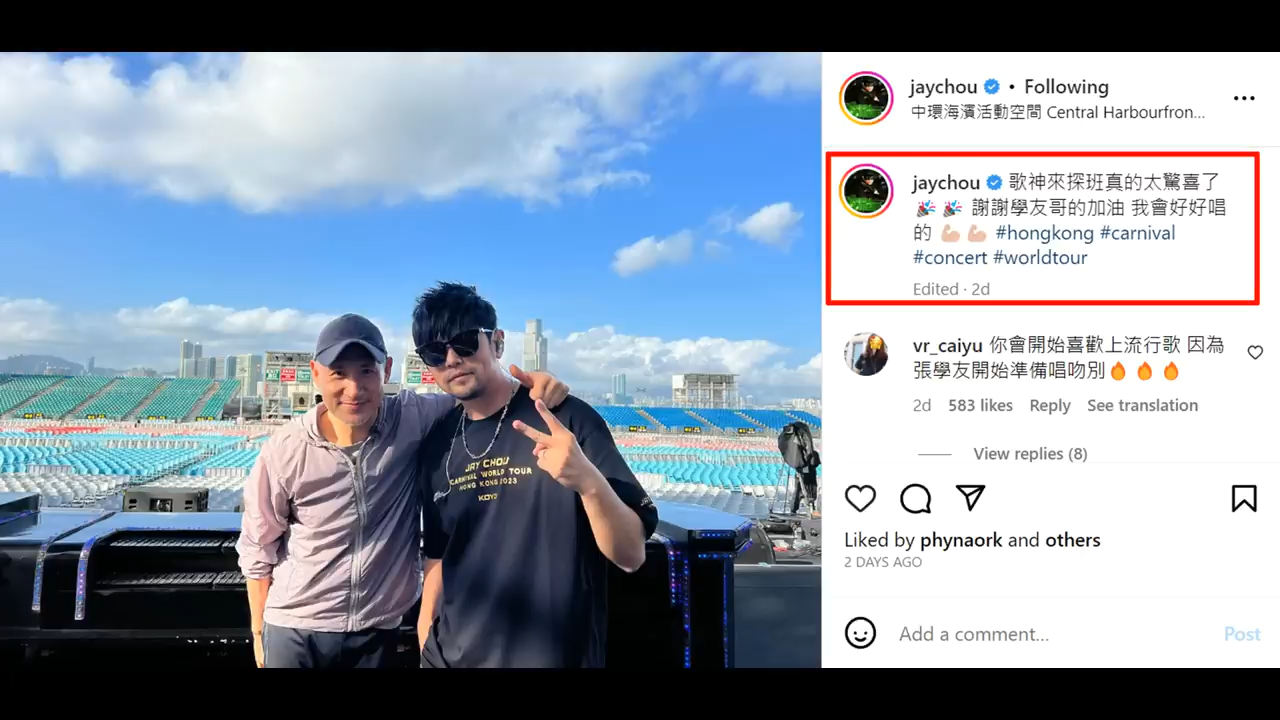 jaychou • Following
中環海濱活動空間 Central Harbourfron...
jaychou 歌神來探班真的太驚喜了
🎉 🎉 謝謝學友哥的加油 我會好好唱
的 💪🏻 💪🏻 #hongkong #carnival
#concert #worldtour
Edited · 2d
vr_caiyu 你會開始喜歡上流行歌 因為
張學友開始準備唱吻別🔥 🔥 🔥
2d 583 likes Reply See translation
View replies (8)
Liked by phynaork and others
2 DAYS AGO
Add a comment... Post
JAY CHOU
CARNIVAL WORLD TOUR
HONG KONG 2023